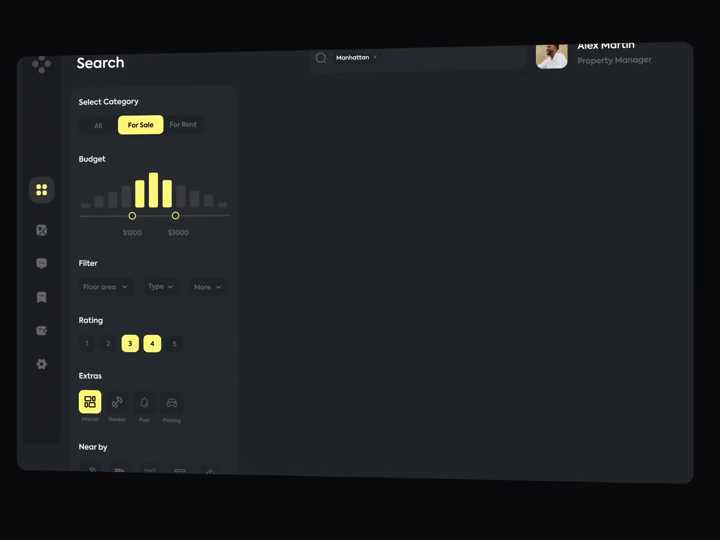 Search
Manhattan ×
Alex Martin
Property Manager
Select Category
All
For Sale
For Rent
Budget
$1200
$3000
Filter
Floor area
Type
More
Rating
1
2
3
4
5
Extras
Interior
Garden
Pool
Parking
Near by